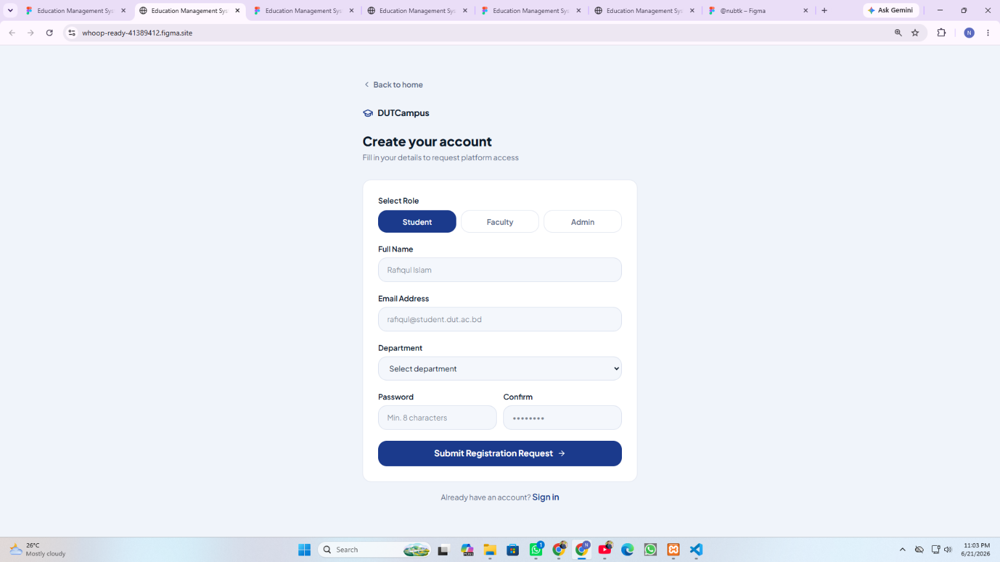 Education Management Sys
Education Management Sys
Education Management Sys
Education Management Sys
Education Management Sys
Education Management Sys
@nubtk – Figma
Ask Gemini
whoop-ready-41389412.figma.site
N
Back to home
DUTCampus
Create your account
Fill in your details to request platform access
Select Role
Student
Faculty
Admin
Full Name
Rafiqul Islam
Email Address
rafiqul@student.dut.ac.bd
Department
Select department
Password
Confirm
Min. 8 characters
••••••••
Submit Registration Request →
Already have an account? Sign in
26°C
Mostly cloudy
Search
M365
1
N
11:03 PM
6/21/2026